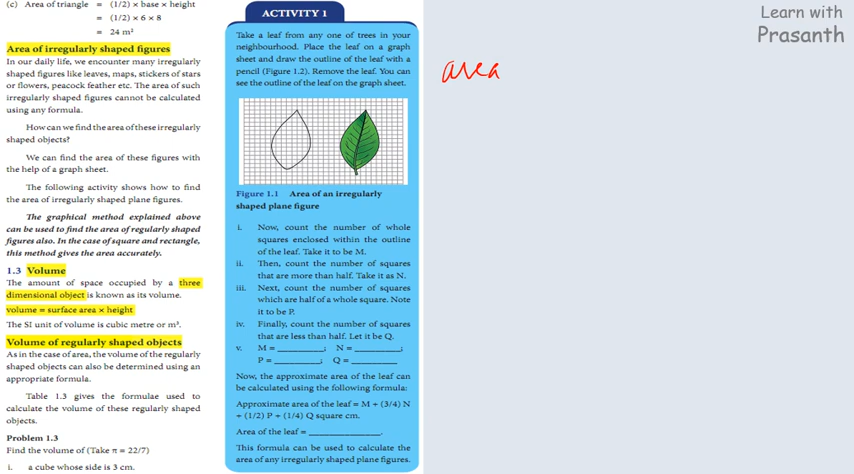 (c) Area of triangle = (1/2) × base × height
= (1/2) × 6 × 8
= 24 m²
Area of irregularly shaped figures
In our daily life, we encounter many irregularly
shaped figures like leaves, maps, stickers of stars
or flowers, peacock feather etc. The area of such
irregularly shaped figures cannot be calculated
using any formula.
How can we find the area of these irregularly
shaped objects?
We can find the area of these figures with
the help of a graph sheet.
The following activity shows how to find
the area of irregularly shaped plane figures.
The graphical method explained above
can be used to find the area of regularly shaped
figures also. In the case of square and rectangle,
this method gives the area accurately.
1.3 Volume
The amount of space occupied by a three
dimensional object is known as its volume.
volume = surface area × height
The SI unit of volume is cubic metre or m³.
Volume of regularly shaped objects
As in the case of area, the volume of the regularly
shaped objects can also be determined using an
appropriate formula.
Table 1.3 gives the formulae used to
calculate the volume of these regularly shaped
objects.
Problem 1.3
Find the volume of (Take π = 22/7)
i. a cube whose side is 3 cm.
ACTIVITY 1
Take a leaf from any one of trees in your
neighbourhood. Place the leaf on a graph
sheet and draw the outline of the leaf with a
pencil (Figure 1.2). Remove the leaf. You can
see the outline of the leaf on the graph sheet.
Figure 1.1 Area of an irregularly
shaped plane figure
i. Now, count the number of whole
squares enclosed within the outline
of the leaf. Take it to be M.
ii. Then, count the number of squares
that are more than half. Take it as N.
iii. Next, count the number of squares
which are half of a whole square. Note
it to be P.
iv. Finally, count the number of squares
that are less than half. Let it be Q.
v. M = __________; N = __________;
P = __________; Q = __________
Now, the approximate area of the leaf can
be calculated using the following formula:
Approximate area of the leaf = M + (3/4) N
+ (1/2) P + (1/4) Q square cm.
Area of the leaf = _______________.
This formula can be used to calculate the
area of any irregularly shaped plane figures.
area
Learn with
Prasanth